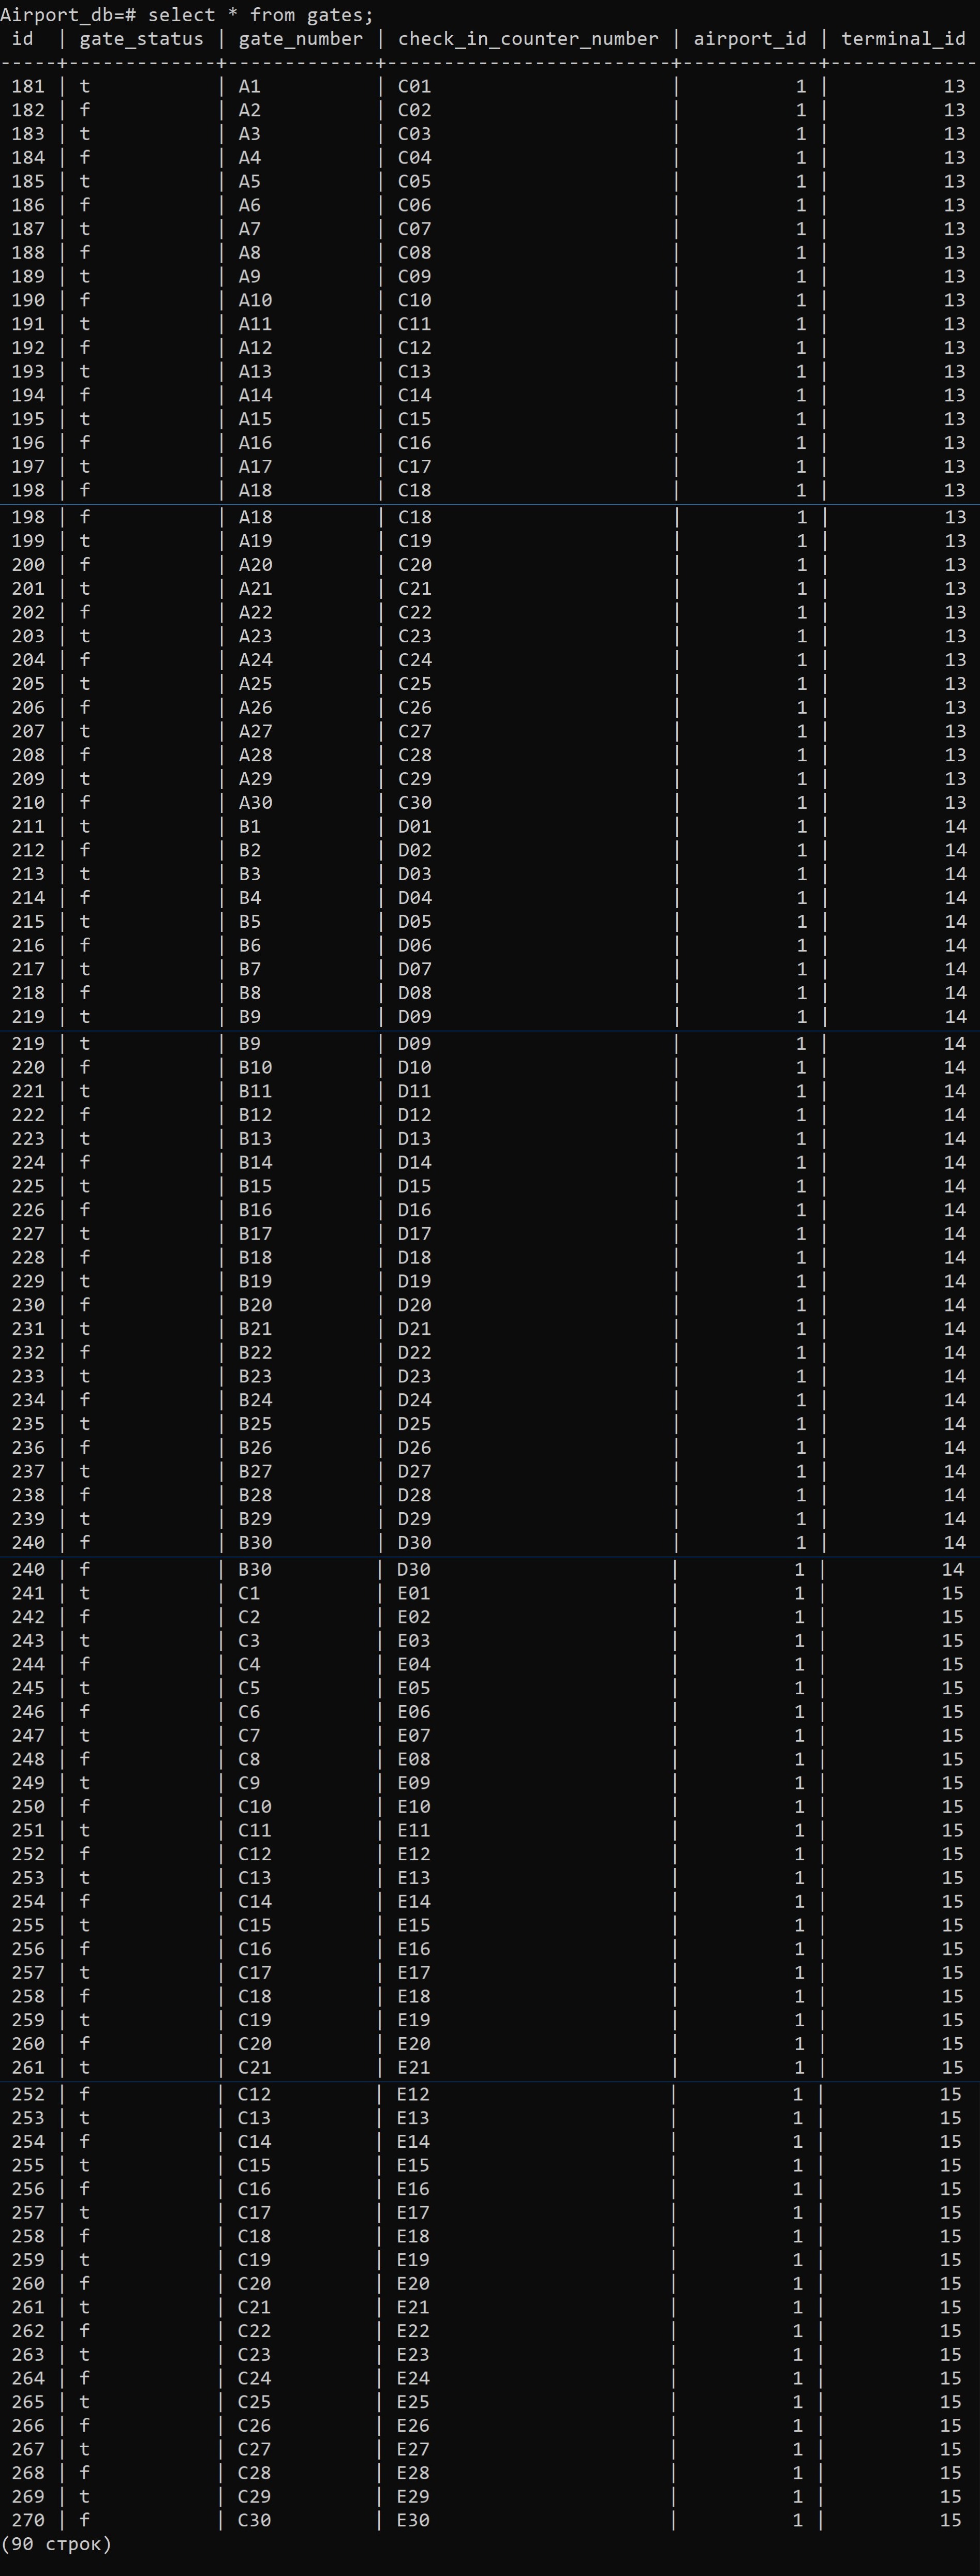 Airport_db=# select * from gates;
 id  | gate_status | gate_number | check_in_counter_number | airport_id | terminal_id
-----+-------------+-------------+-------------------------+------------+-------------
 181 | t           | A1          | C01                     |          1 |          13
 182 | f           | A2          | C02                     |          1 |          13
 183 | t           | A3          | C03                     |          1 |          13
 184 | f           | A4          | C04                     |          1 |          13
 185 | t           | A5          | C05                     |          1 |          13
 186 | f           | A6          | C06                     |          1 |          13
 187 | t           | A7          | C07                     |          1 |          13
 188 | f           | A8          | C08                     |          1 |          13
 189 | t           | A9          | C09                     |          1 |          13
 190 | f           | A10         | C10                     |          1 |          13
 191 | t           | A11         | C11                     |          1 |          13
 192 | f           | A12         | C12                     |          1 |          13
 193 | t           | A13         | C13                     |          1 |          13
 194 | f           | A14         | C14                     |          1 |          13
 195 | t           | A15         | C15                     |          1 |          13
 196 | f           | A16         | C16                     |          1 |          13
 197 | t           | A17         | C17                     |          1 |          13
 198 | f           | A18         | C18                     |          1 |          13
 198 | f           | A18         | C18                     |          1 |          13
 199 | t           | A19         | C19                     |          1 |          13
 200 | f           | A20         | C20                     |          1 |          13
 201 | t           | A21         | C21                     |          1 |          13
 202 | f           | A22         | C22                     |          1 |          13
 203 | t           | A23         | C23                     |          1 |          13
 204 | f           | A24         | C24                     |          1 |          13
 205 | t           | A25         | C25                     |          1 |          13
 206 | f           | A26         | C26                     |          1 |          13
 207 | t           | A27         | C27                     |          1 |          13
 208 | f           | A28         | C28                     |          1 |          13
 209 | t           | A29         | C29                     |          1 |          13
 210 | f           | A30         | C30                     |          1 |          13
 211 | t           | B1          | D01                     |          1 |          14
 212 | f           | B2          | D02                     |          1 |          14
 213 | t           | B3          | D03                     |          1 |          14
 214 | f           | B4          | D04                     |          1 |          14
 215 | t           | B5          | D05                     |          1 |          14
 216 | f           | B6          | D06                     |          1 |          14
 217 | t           | B7          | D07                     |          1 |          14
 218 | f           | B8          | D08                     |          1 |          14
 219 | t           | B9          | D09                     |          1 |          14
 219 | t           | B9          | D09                     |          1 |          14
 220 | f           | B10         | D10                     |          1 |          14
 221 | t           | B11         | D11                     |          1 |          14
 222 | f           | B12         | D12                     |          1 |          14
 223 | t           | B13         | D13                     |          1 |          14
 224 | f           | B14         | D14                     |          1 |          14
 225 | t           | B15         | D15                     |          1 |          14
 226 | f           | B16         | D16                     |          1 |          14
 227 | t           | B17         | D17                     |          1 |          14
 228 | f           | B18         | D18                     |          1 |          14
 229 | t           | B19         | D19                     |          1 |          14
 230 | f           | B20         | D20                     |          1 |          14
 231 | t           | B21         | D21                     |          1 |          14
 232 | f           | B22         | D22                     |          1 |          14
 233 | t           | B23         | D23                     |          1 |          14
 234 | f           | B24         | D24                     |          1 |          14
 235 | t           | B25         | D25                     |          1 |          14
 236 | f           | B26         | D26                     |          1 |          14
 237 | t           | B27         | D27                     |          1 |          14
 238 | f           | B28         | D28                     |          1 |          14
 239 | t           | B29         | D29                     |          1 |          14
 240 | f           | B30         | D30                     |          1 |          14
 240 | f           | B30         | D30                     |          1 |          14
 241 | t           | C1          | E01                     |          1 |          15
 242 | f           | C2          | E02                     |          1 |          15
 243 | t           | C3          | E03                     |          1 |          15
 244 | f           | C4          | E04                     |          1 |          15
 245 | t           | C5          | E05                     |          1 |          15
 246 | f           | C6          | E06                     |          1 |          15
 247 | t           | C7          | E07                     |          1 |          15
 248 | f           | C8          | E08                     |          1 |          15
 249 | t           | C9          | E09                     |          1 |          15
 250 | f           | C10         | E10                     |          1 |          15
 251 | t           | C11         | E11                     |          1 |          15
 252 | f           | C12         | E12                     |          1 |          15
 253 | t           | C13         | E13                     |          1 |          15
 254 | f           | C14         | E14                     |          1 |          15
 255 | t           | C15         | E15                     |          1 |          15
 256 | f           | C16         | E16                     |          1 |          15
 257 | t           | C17         | E17                     |          1 |          15
 258 | f           | C18         | E18                     |          1 |          15
 259 | t           | C19         | E19                     |          1 |          15
 260 | f           | C20         | E20                     |          1 |          15
 261 | t           | C21         | E21                     |          1 |          15
 252 | f           | C12         | E12                     |          1 |          15
 253 | t           | C13         | E13                     |          1 |          15
 254 | f           | C14         | E14                     |          1 |          15
 255 | t           | C15         | E15                     |          1 |          15
 256 | f           | C16         | E16                     |          1 |          15
 257 | t           | C17         | E17                     |          1 |          15
 258 | f           | C18         | E18                     |          1 |          15
 259 | t           | C19         | E19                     |          1 |          15
 260 | f           | C20         | E20                     |          1 |          15
 261 | t           | C21         | E21                     |          1 |          15
 262 | f           | C22         | E22                     |          1 |          15
 263 | t           | C23         | E23                     |          1 |          15
 264 | f           | C24         | E24                     |          1 |          15
 265 | t           | C25         | E25                     |          1 |          15
 266 | f           | C26         | E26                     |          1 |          15
 267 | t           | C27         | E27                     |          1 |          15
 268 | f           | C28         | E28                     |          1 |          15
 269 | t           | C29         | E29                     |          1 |          15
 270 | f           | C30         | E30                     |          1 |          15
(90 строк)